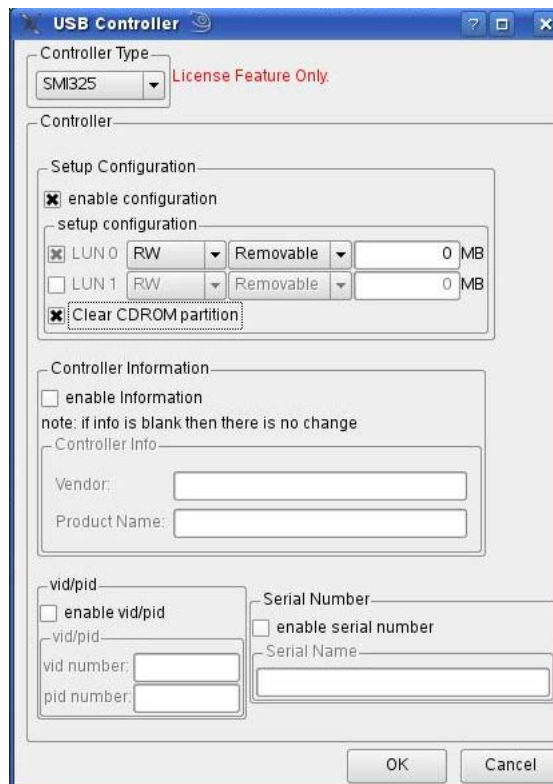 USB Controller
Controller Type
SMI325
License Feature Only.
Controller
Setup Configuration
enable configuration
setup configuration
LUN 0 RW Removable 0 MB
LUN 1 RW Removable 0 MB
Clear CDROM partition
Controller Information
enable Information
note: if info is blank then there is no change
Controller Info
Vendor:
Product Name:
vid/pid
enable vid/pid
vid/pid
vid number:
pid number:
Serial Number
enable serial number
Serial Name
OK Cancel